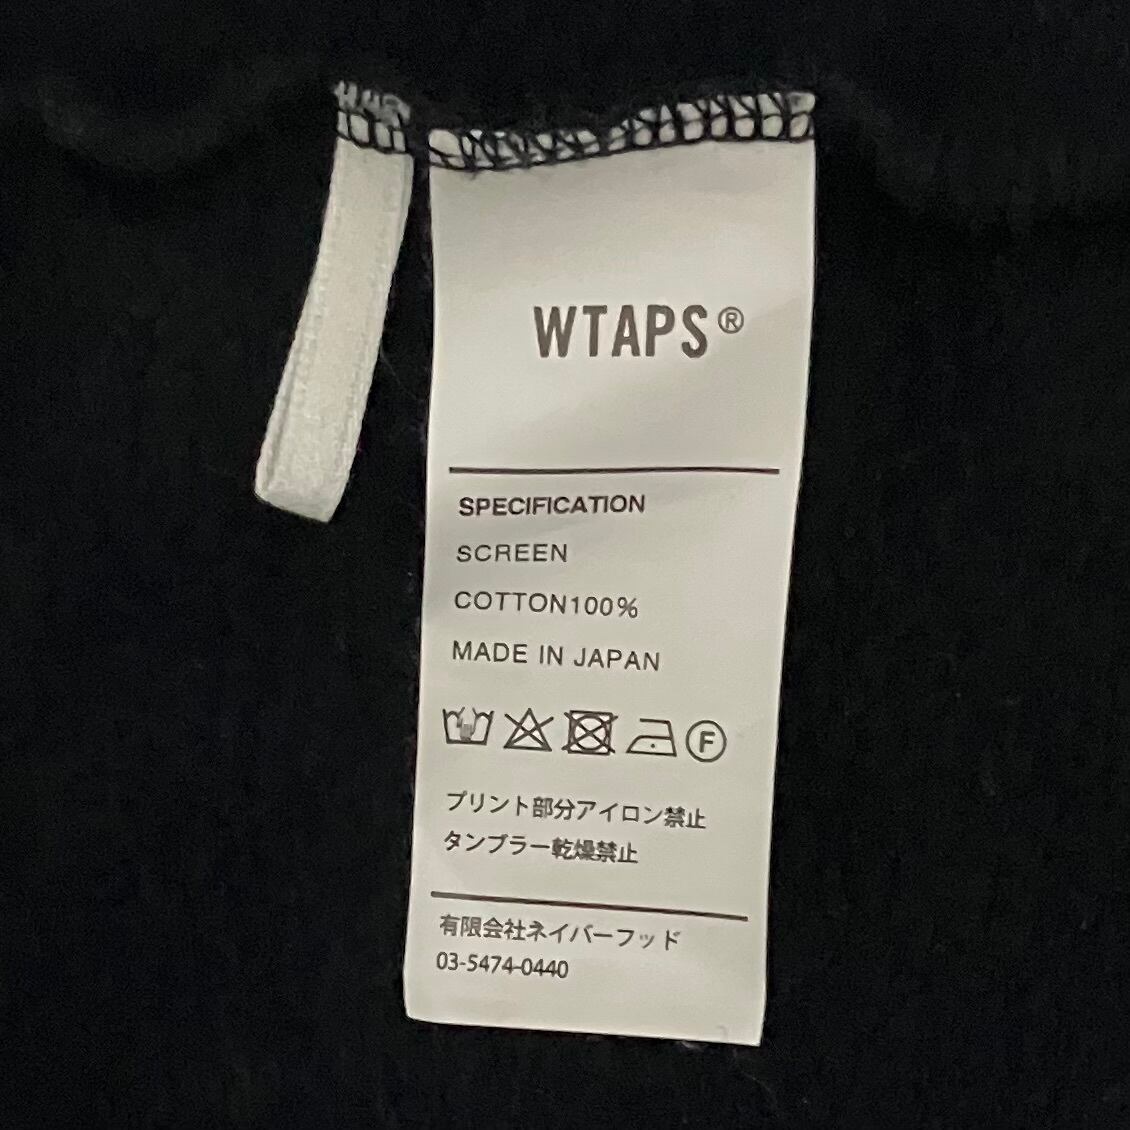 WTAPS®
SPECIFICATION
SCREEN
COTTON100%
MADE IN JAPAN
F
プリント部分アイロン禁止
タンブラー乾燥禁止
有限会社ネイバーフッド
03-5474-0440